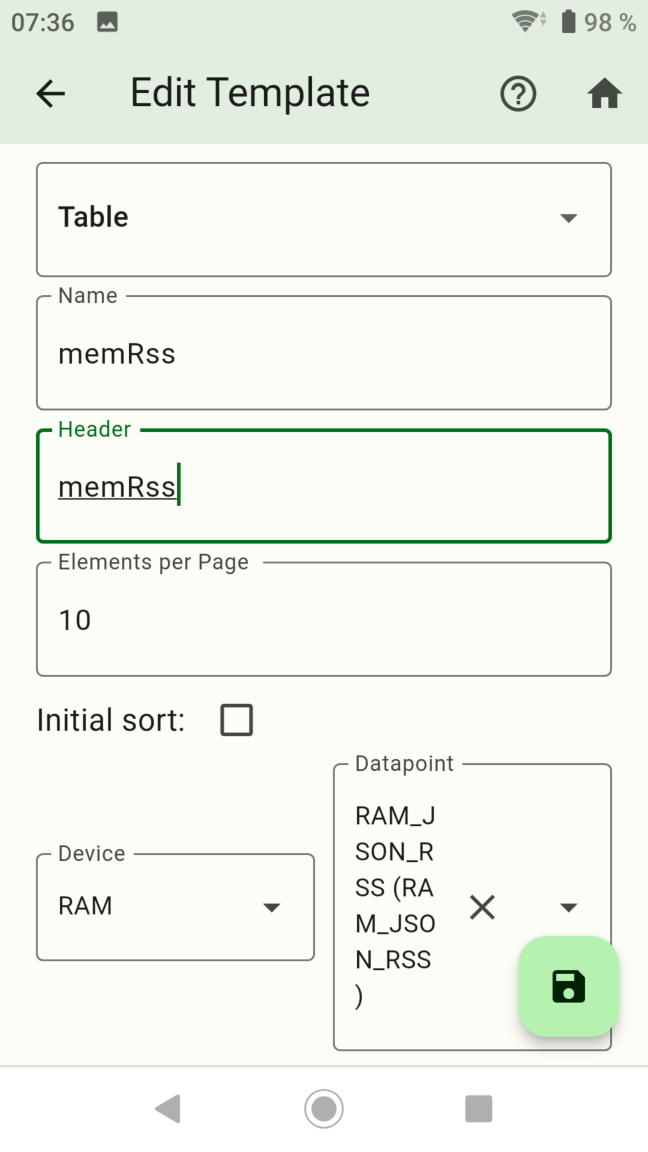 07:36
98 %
Edit Template
Table
Name
memRss
Header
memRss
Elements per Page
10
Initial sort:
Device
RAM
Datapoint
RAM_J
SON_R
SS (RA
M_JSO
N_RSS
)